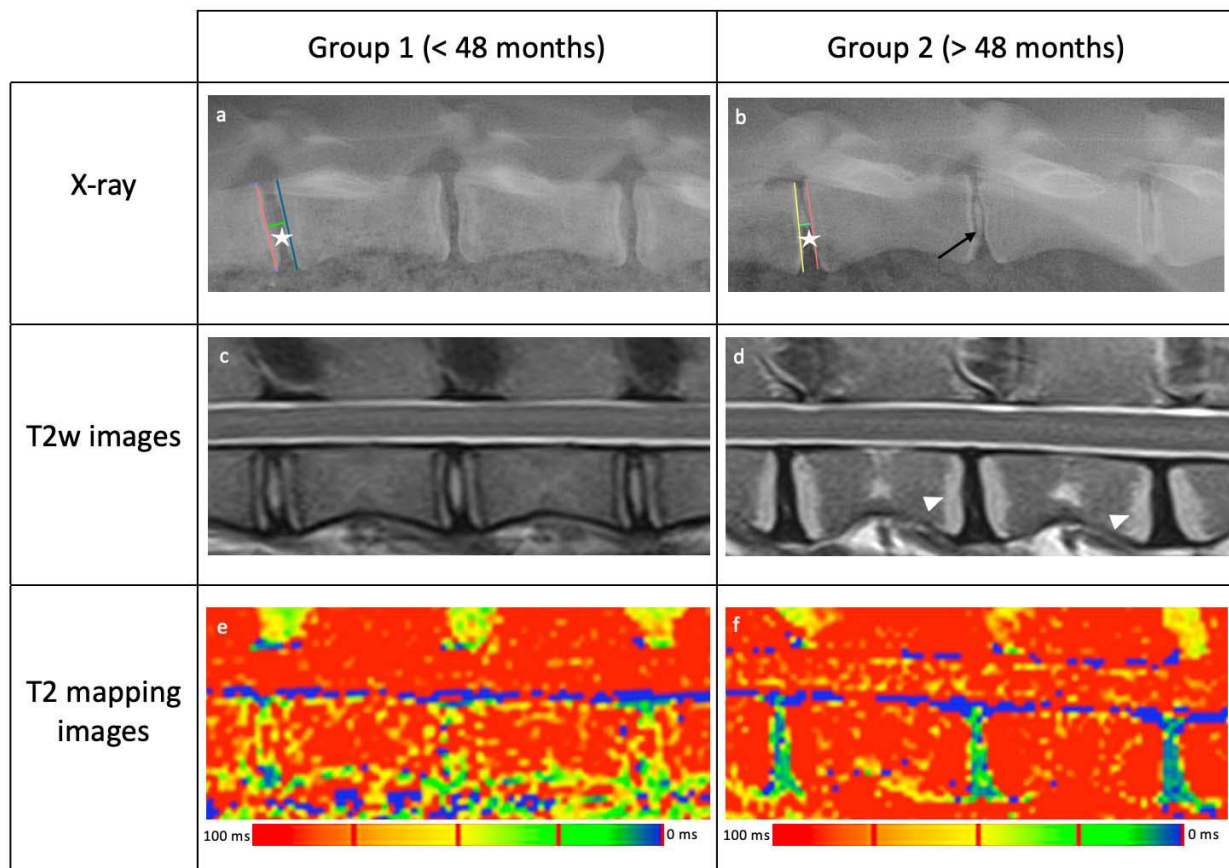 Group 1 (< 48 months)
Group 2 (> 48 months)
X-ray
a
b
T2w images
c
d
T2 mapping
images
e
f
100 ms
0 ms
100 ms
0 ms